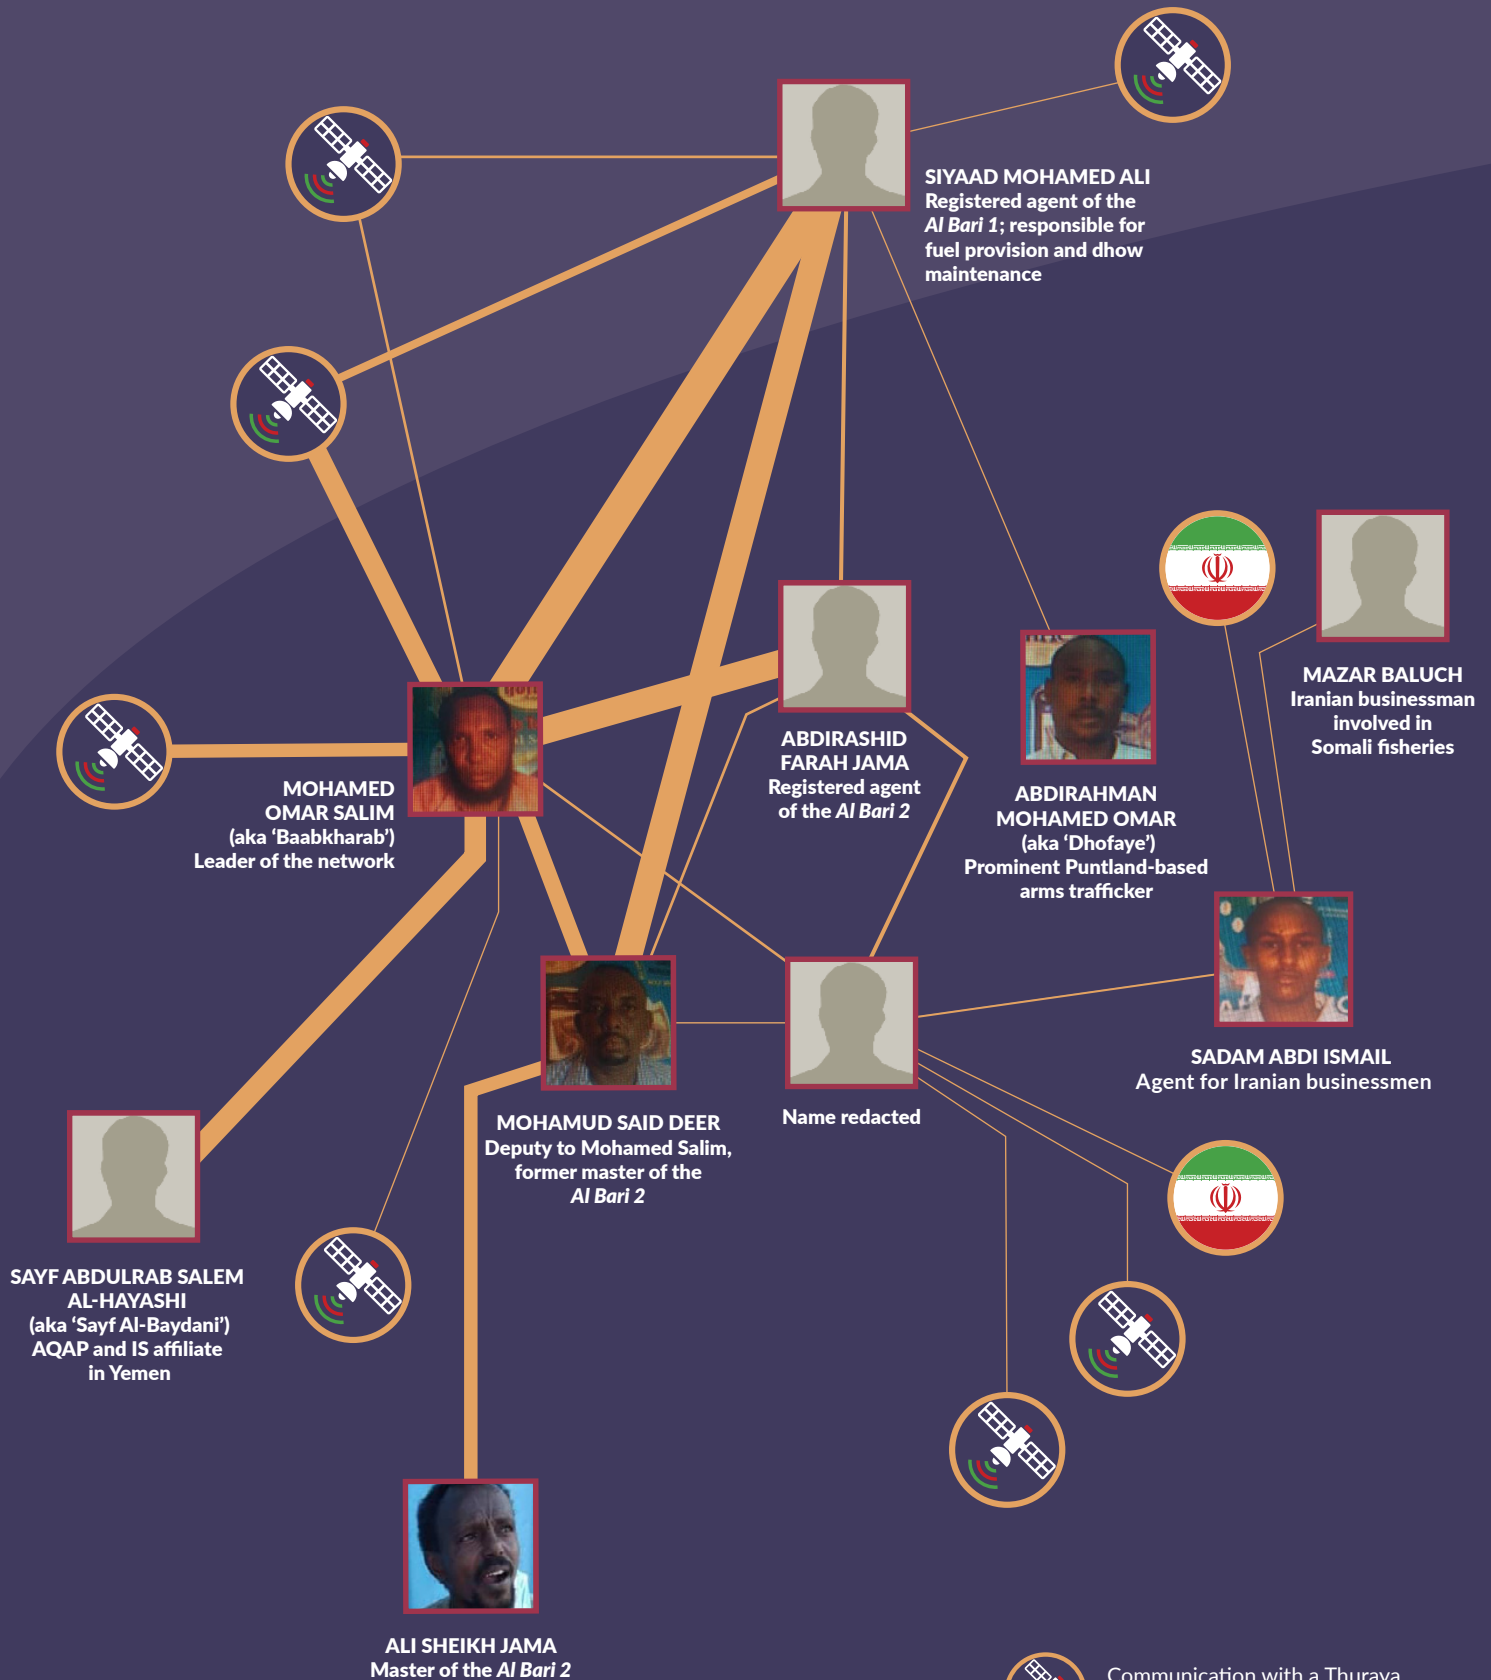 SIYAAD MOHAMED ALI
Registered agent of the
Al Bari 1; responsible for
fuel provision and dhow
maintenance
MAZAR BALUCH
Iranian businessman
involved in
Somali fisheries
ABDIRASHID
FARAH JAMA
Registered agent
of the Al Bari 2
MOHAMED
OMAR SALIM
(aka ‘Baabkharab’)
Leader of the network
ABDIRAHMAN
MOHAMED OMAR
(aka ‘Dhofaye’)
Prominent Puntland-based
arms trafficker
SADAM ABDI ISMAIL
Agent for Iranian businessmen
MOHAMUD SAID DEER
Deputy to Mohamed Salim,
former master of the
Al Bari 2
Name redacted
SAYF ABDULRAB SALEM
AL-HAYASHI
(aka ‘Sayf Al-Baydani’)
AQAP and IS affiliate
in Yemen
ALI SHEIKH JAMA
Master of the Al Bari 2
Communication with a Thuraya